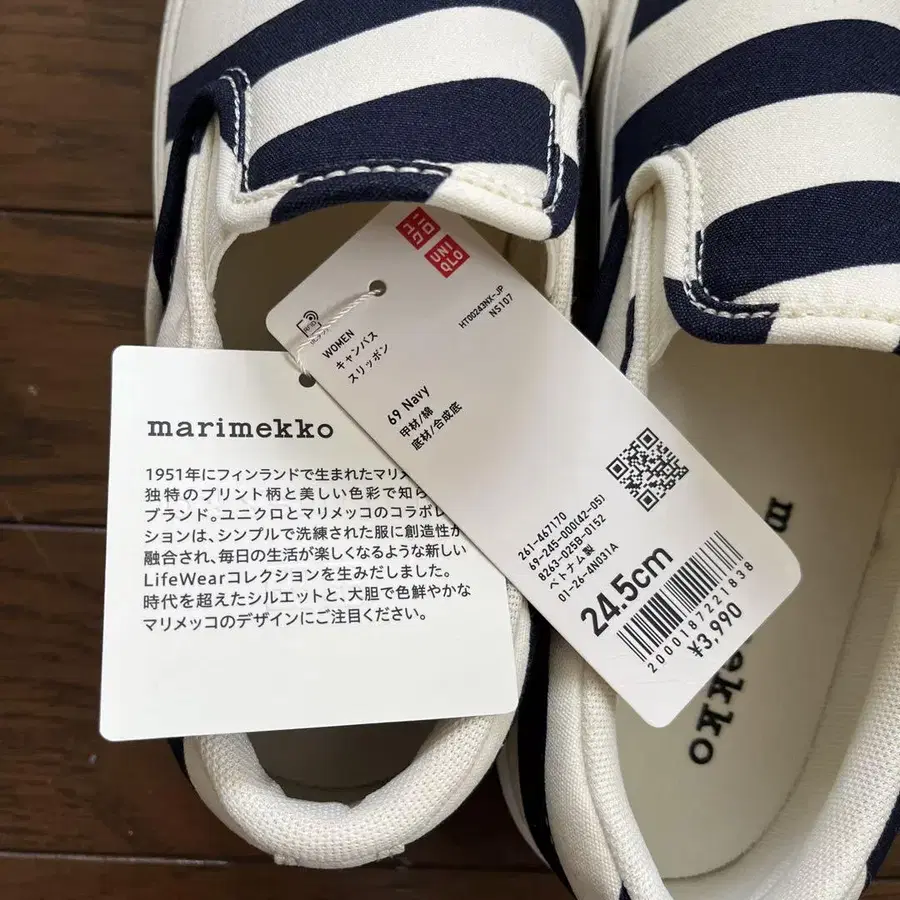 marimekko
1951年にフィンランドで生まれたマリメ
独特のプリント柄と美しい色彩で知ら
ブランド。ユニクロとマリメッコのコラボレー
ションは、シンプルで洗練された服に創造性が
融合され、毎日の生活が楽しくなるような新しい
LifeWearコレクションを生みだしました。
時代を超えたシルエットと、大胆で色鮮やかな
マリメッコのデザインにご注目ください。
ユニクロ
UNIQLO
RFID
HT00243NX-JP
NS107
WOMEN
キャンバス
スリッポン
69 Navy
甲材/綿
底材/合成底
261-467170
69-245-000(42-05)
8263-025B-0152
ベトナム製
01-26-4N031A
24.5cm
2000187221838
¥3,990
m
ekko